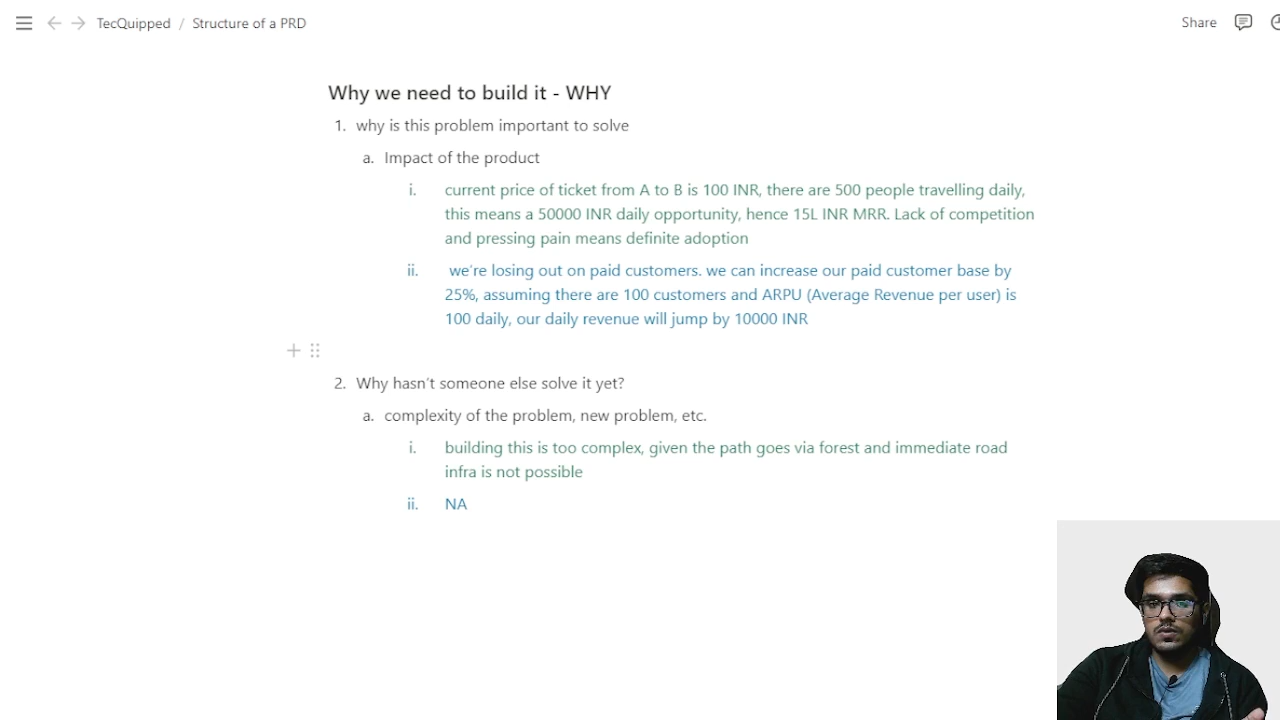 TecQuipped / Structure of a PRD
Share
Why we need to build it - WHY
1. why is this problem important to solve
a. Impact of the product
i. current price of ticket from A to B is 100 INR, there are 500 people travelling daily,
this means a 50000 INR daily opportunity, hence 15L INR MRR. Lack of competition
and pressing pain means definite adoption
ii. we're losing out on paid customers. we can increase our paid customer base by
25%, assuming there are 100 customers and ARPU (Average Revenue per user) is
100 daily, our daily revenue will jump by 10000 INR
2. Why hasn't someone else solve it yet?
a. complexity of the problem, new problem, etc.
i. building this is too complex, given the path goes via forest and immediate road
infra is not possible
ii. NA